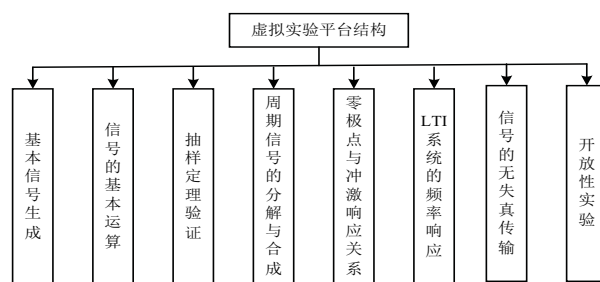 虚拟实验平台结构
基本信号生成
信号的基本运算
抽样定理验证
周期信号的分解与合成
零极点与冲激响应关系
LTI系统的频率响应
信号的无失真传输
开放性实验